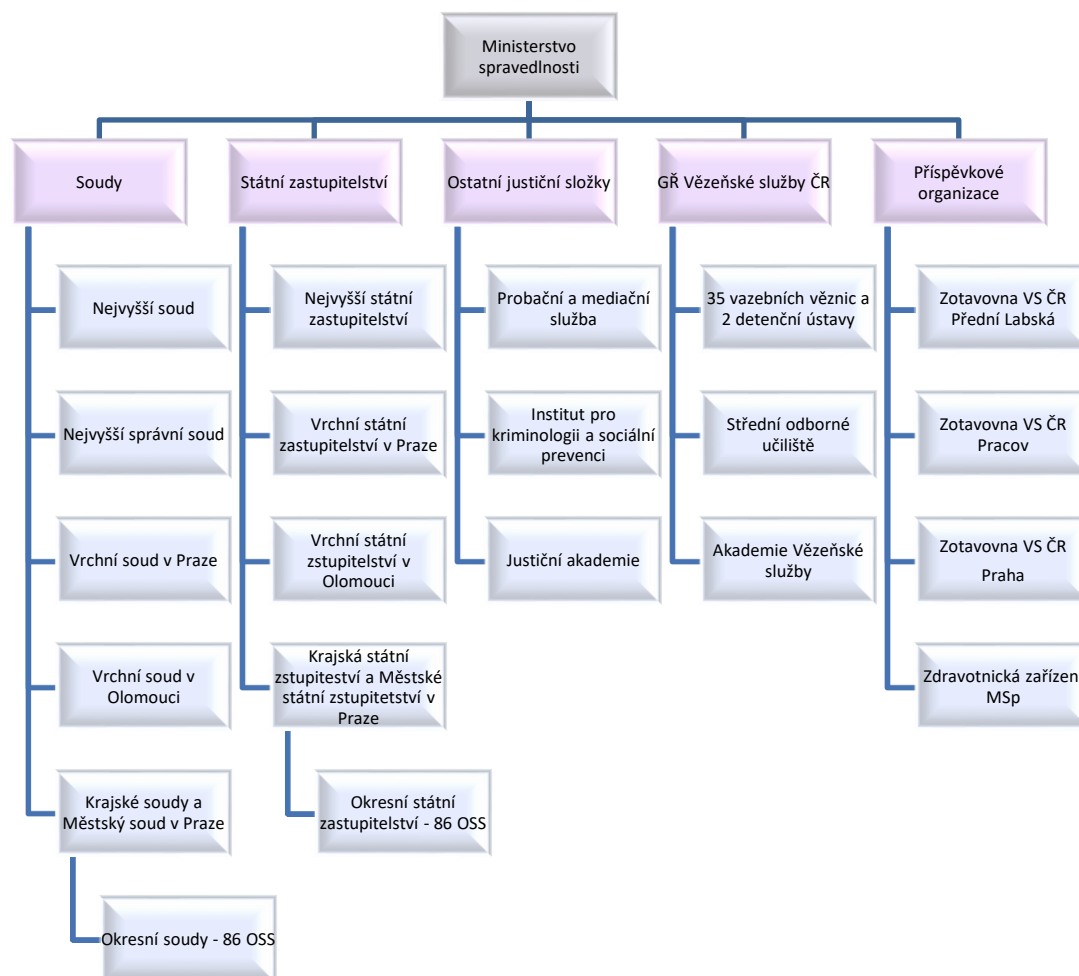 Ministerstvo
spravedlnosti
Soudy
Nejvyšší soud
Nejvyšší správní soud
Vrchní soud v Praze
Vrchní soud v
Olomouci
Krajské soudy a
Městský soud v Praze
Okresní soudy - 86 OSS
Státní zastupitelství
Nejvyšší státní
zastupitelství
Vrchní státní
zastupitelství v Praze
Vrchní státní
zstupitelství v
Olomouci
Krajská státní
zstupiteství a Městské
státní zstupitetství v
Praze
Okresní státní
zastupitelství - 86 OSS
Ostatní justiční složky
Probační a mediační
služba
Institut pro
kriminologii a sociální
prevenci
Justiční akademie
GŘ Vězeňské služby ČR
35 vazebních věznic a
2 detenční ústavy
Střední odborné
učiliště
Akademie Vězeňské
služby
Příspěvkové
organizace
Zotavovna VS ČR
Přední Labská
Zotavovna VS ČR
Pracov
Zotavovna VS ČR
Praha
Zdravotnická zařízen
MSp